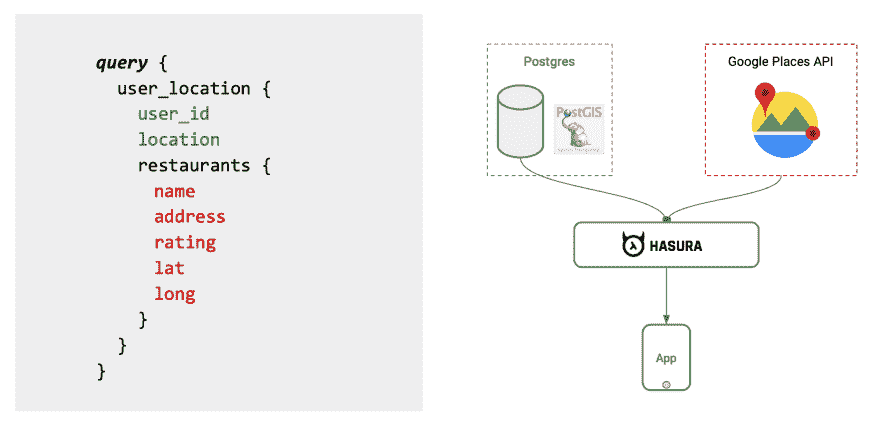 query {
user_location {
user_id
location
restaurants {
name
address
rating
lat
long
}
}
}
Postgres
PostGIS
Google Places API
HASURA
App